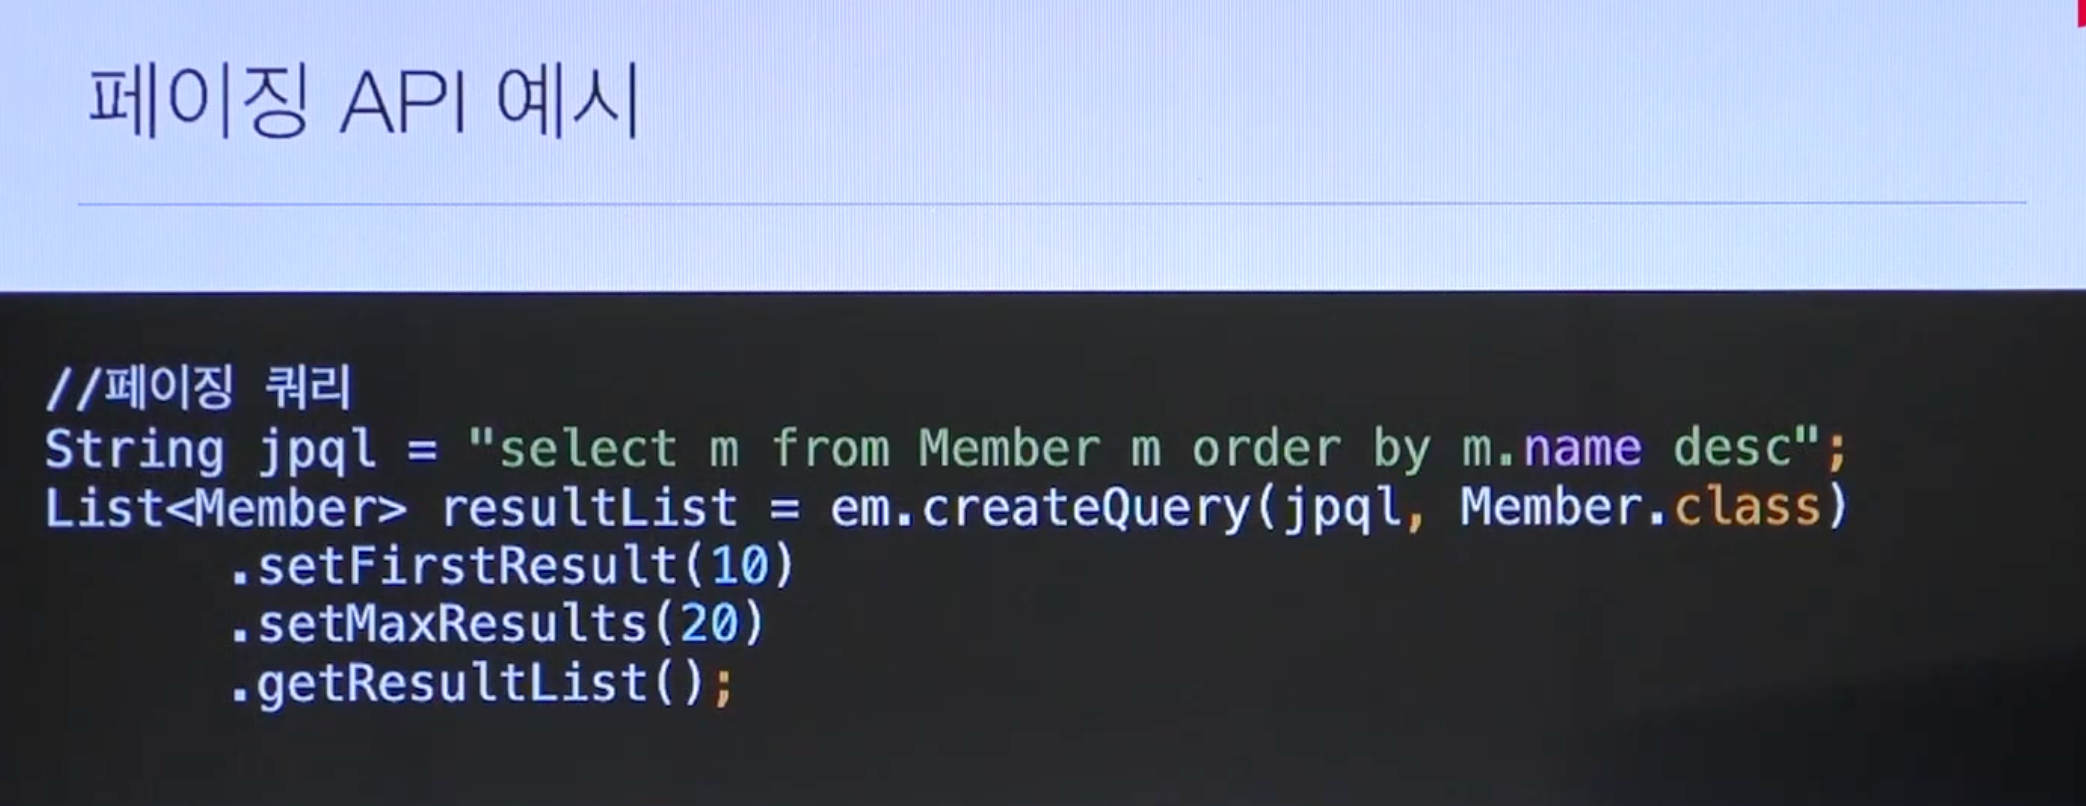 페이징 API 예시
//페이징 쿼리
String jpql = "select m from Member m order by m.name desc";
List<Member> resultList = em.createQuery(jpql, Member.class)
.setFirstResult(10)
.setMaxResults(20)
.getResultList();